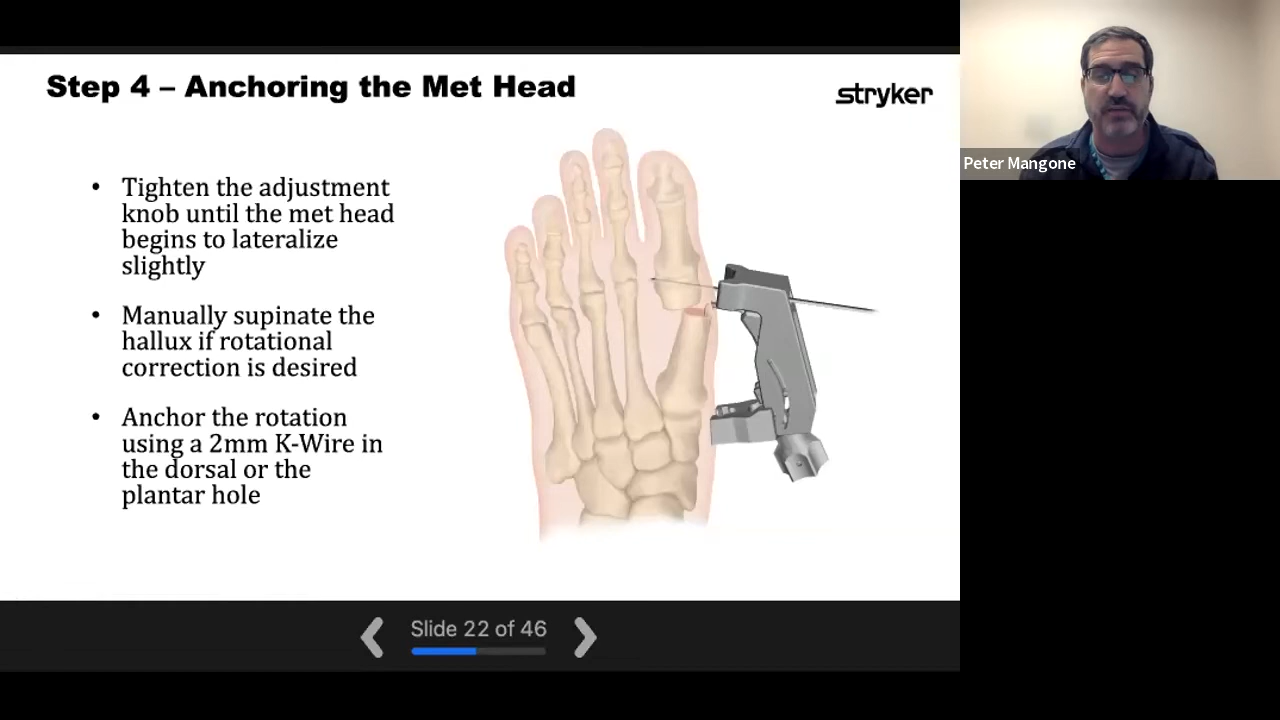 Step 4 – Anchoring the Met Head
stryker
• Tighten the adjustment
knob until the met head
begins to lateralize
slightly
• Manually supinate the
hallux if rotational
correction is desired
• Anchor the rotation
using a 2mm K-Wire in
the dorsal or the
plantar hole
Slide 22 of 46
Peter Mangone